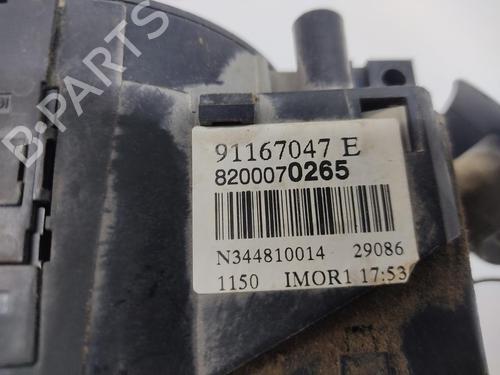 B-PARTS
91167047 E
8200070265
N344810014 29086
1150 IMOR1 17:53